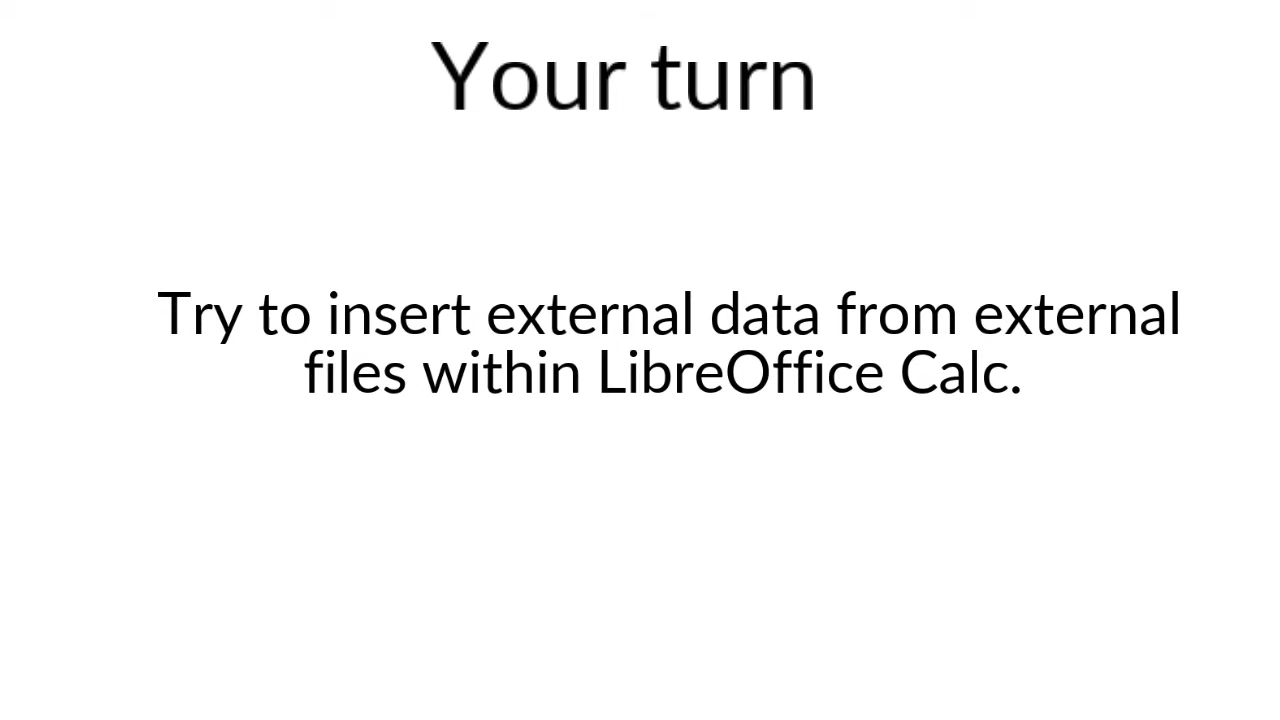 Your turn
Try to insert external data from external
files within LibreOffice Calc.